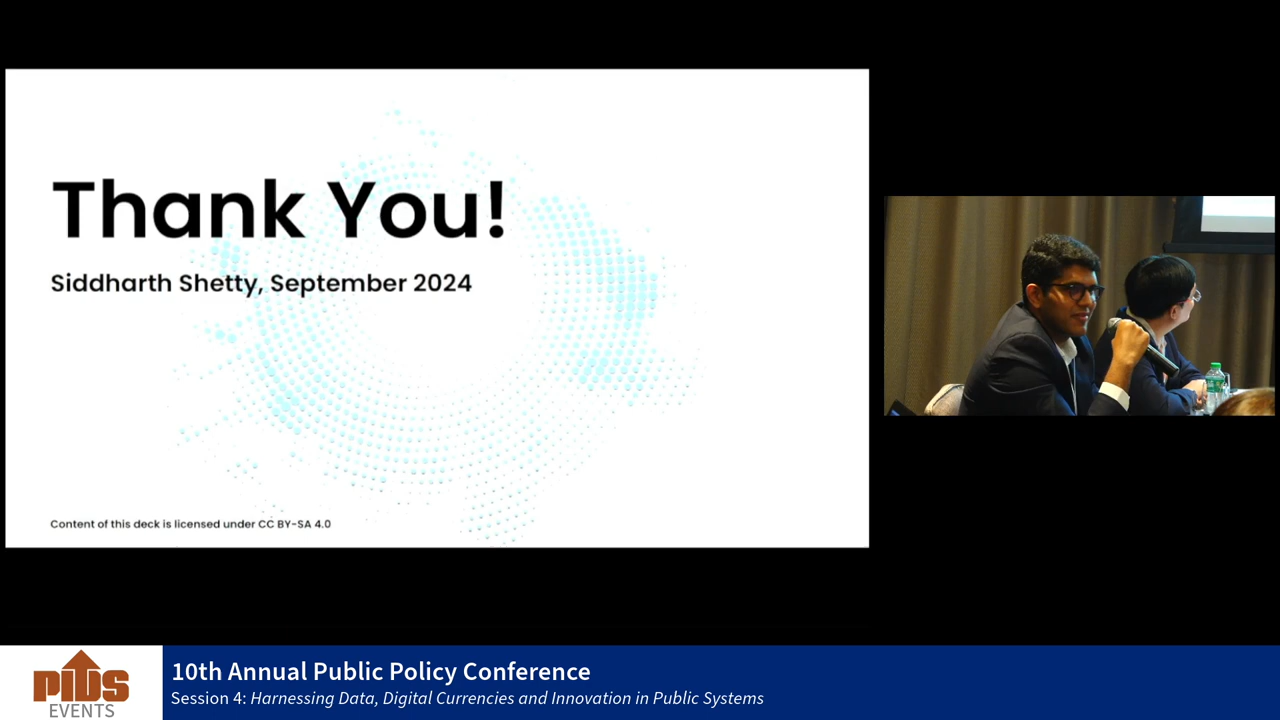 Thank You!
Siddharth Shetty, September 2024
Content of this deck is licensed under CC BY-SA 4.0
PIDS
EVENTS
10th Annual Public Policy Conference
Session 4: Harnessing Data, Digital Currencies and Innovation in Public Systems